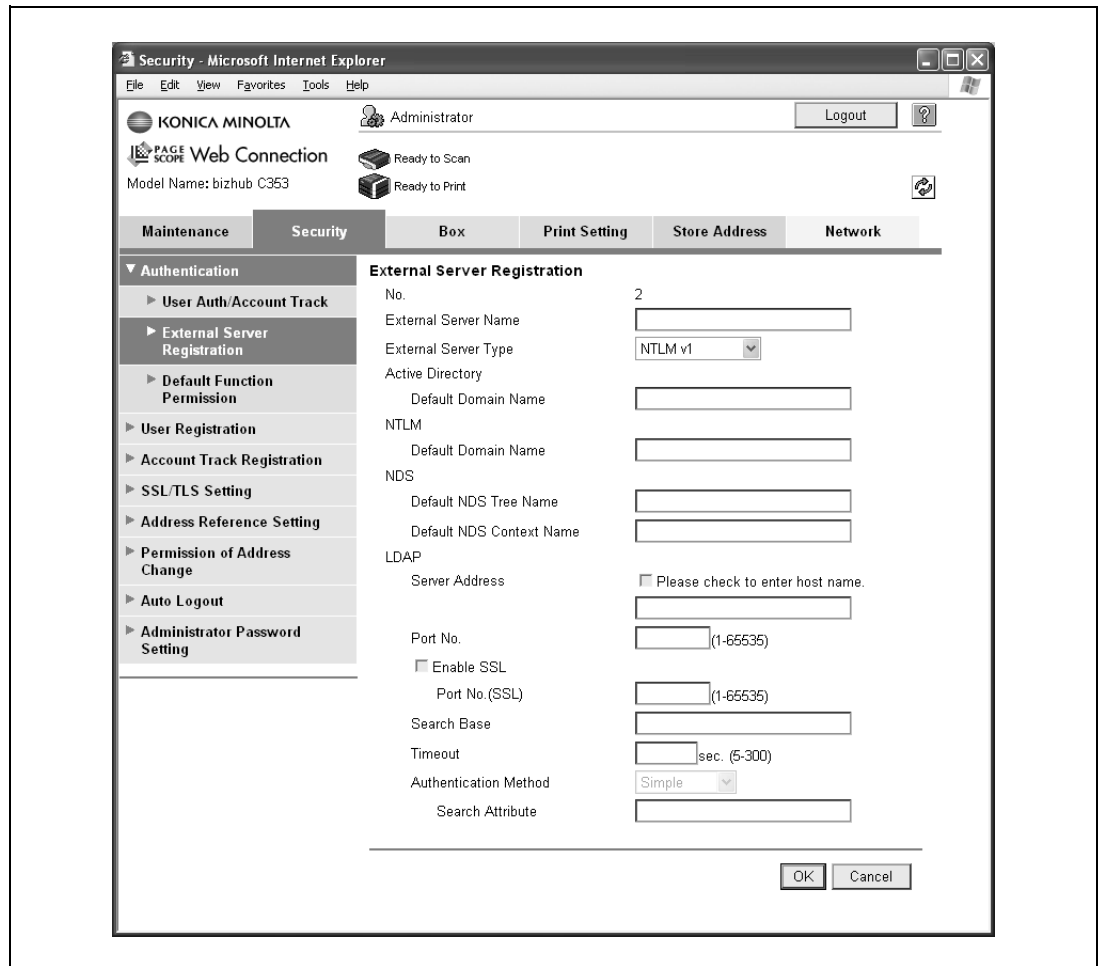 Security - Microsoft Internet Explorer
File Edit View Favorites Tools Help
KONICA MINOLTA
Administrator
Logout
?
PAGE SCOPE Web Connection
Ready to Scan
Model Name: bizhub C353
Ready to Print
Maintenance Security Box Print Setting Store Address Network
Authentication
User Auth/Account Track
External Server
Registration
Default Function
Permission
User Registration
Account Track Registration
SSL/TLS Setting
Address Reference Setting
Permission of Address
Change
Auto Logout
Administrator Password
Setting
External Server Registration
No. 2
External Server Name
External Server Type NTLM v1
Active Directory
Default Domain Name
NTLM
Default Domain Name
NDS
Default NDS Tree Name
Default NDS Context Name
LDAP
Server Address Please check to enter host name.
Port No. (1-65535)
Enable SSL
Port No.(SSL) (1-65535)
Search Base
Timeout sec. (5-300)
Authentication Method Simple
Search Attribute
OK Cancel